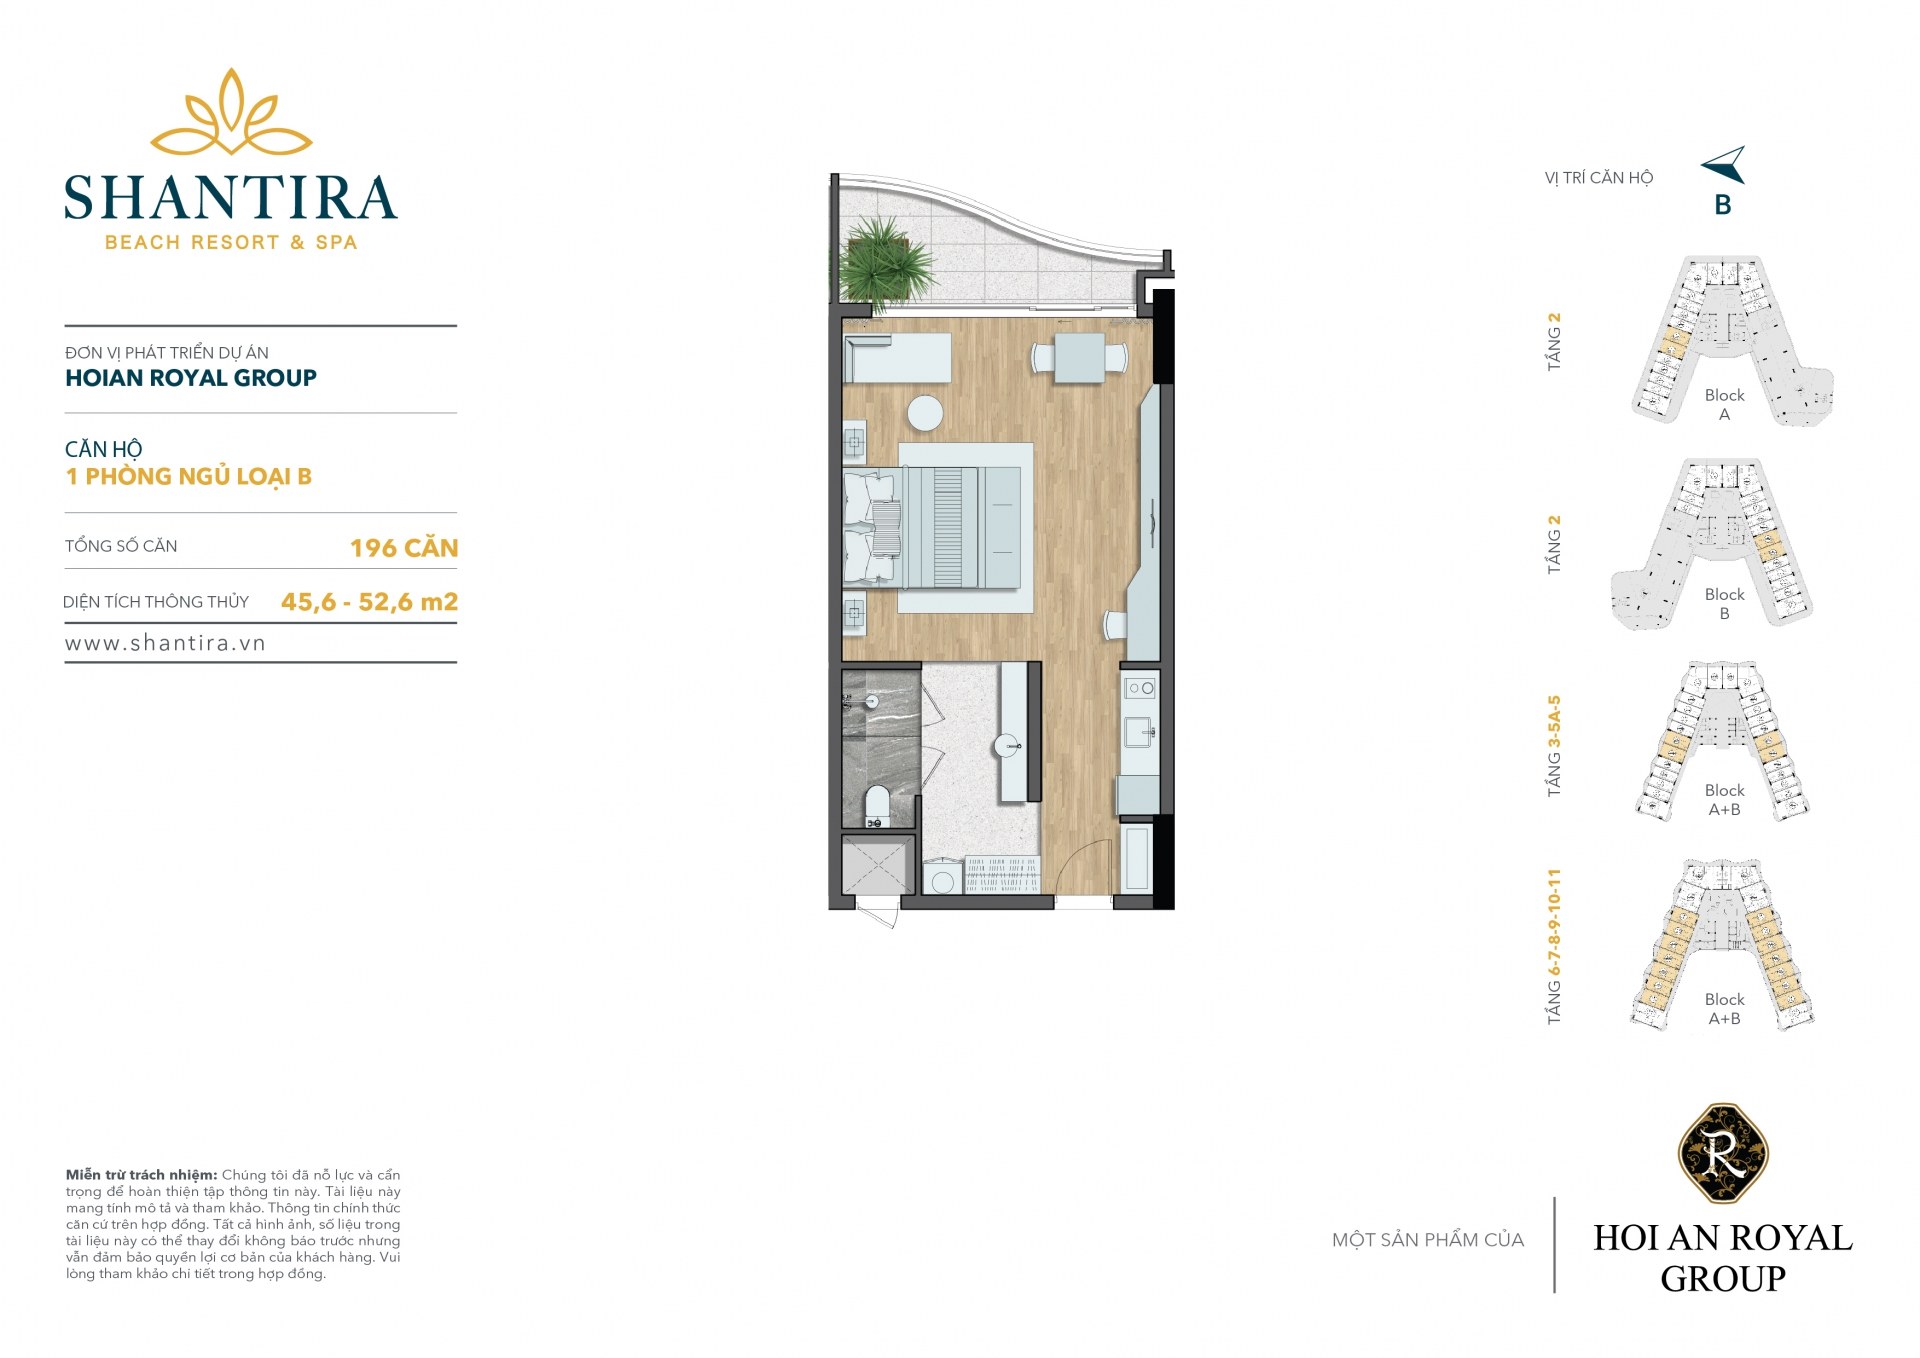 SHANTIRA
BEACH RESORT & SPA
ĐƠN VỊ PHÁT TRIỂN DỰ ÁN
HOIAN ROYAL GROUP
CĂN HỘ
1 PHÒNG NGỦ LOẠI B
TỔNG SỐ CĂN 196 CĂN
DIỆN TÍCH THÔNG THỦY 45,6 - 52,6 m2
www.shantira.vn
Miễn trừ trách nhiệm: Chúng tôi đã nỗ lực và cẩn
trọng để hoàn thiện tập thông tin này. Tài liệu này
mang tính mô tả và tham khảo. Thông tin chính thức
căn cứ trên hợp đồng. Tất cả hình ảnh, số liệu trong
tài liệu này có thể thay đổi không báo trước nhưng
vẫn đảm bảo quyền lợi cơ bản của khách hàng. Vui
lòng tham khảo chi tiết trong hợp đồng.
VỊ TRÍ CĂN HỘ
B
TẦNG 2
Block
A
TẦNG 2
Block
B
TẦNG 3-5A-5
Block
A+B
TẦNG 6-7-8-9-10-11
Block
A+B
MỘT SẢN PHẨM CỦA
R
HOI AN ROYAL
GROUP